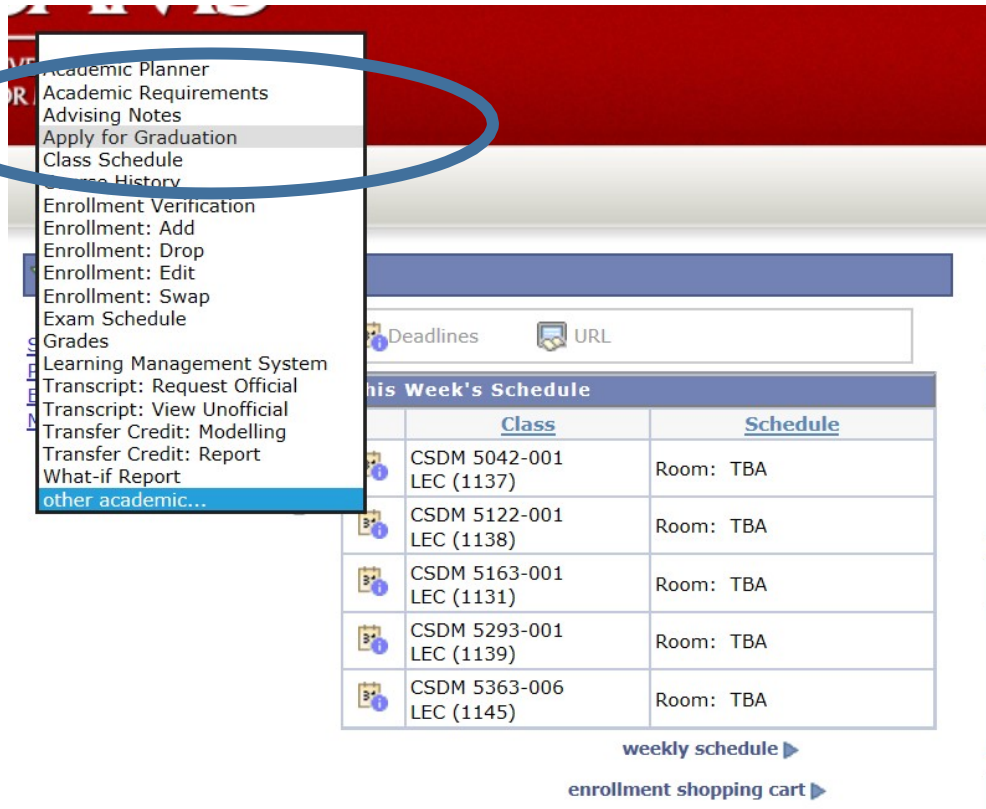 Academic Planner
Academic Requirements
Advising Notes
Apply for Graduation
Class Schedule
Course History
Enrollment Verification
Enrollment: Add
Enrollment: Drop
Enrollment: Edit
Enrollment: Swap
Exam Schedule
Grades
Learning Management System
Transcript: Request Official
Transcript: View Unofficial
Transfer Credit: Modelling
Transfer Credit: Report
What-if Report
other academic...
Deadlines URL
his Week's Schedule
Class Schedule
CSDM 5042-001
LEC (1137)
Room: TBA
CSDM 5122-001
LEC (1138)
Room: TBA
CSDM 5163-001
LEC (1131)
Room: TBA
CSDM 5293-001
LEC (1139)
Room: TBA
CSDM 5363-006
LEC (1145)
Room: TBA
weekly schedule
enrollment shopping cart